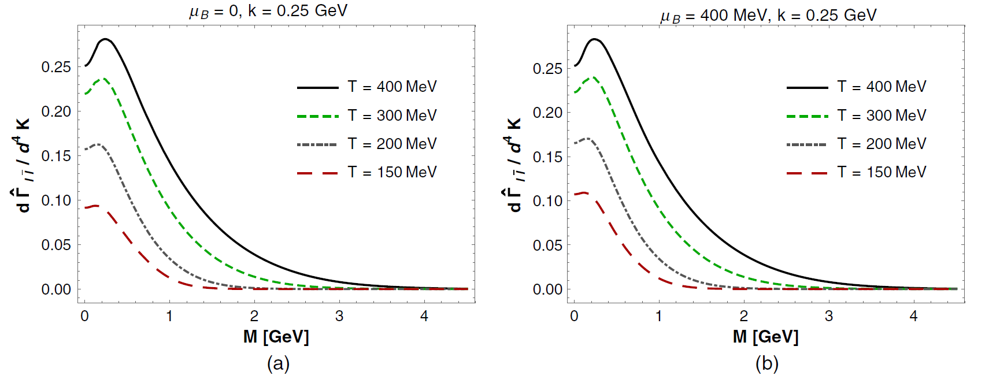 μB = 0, k = 0.25 GeV
0.25
0.20
0.15
0.10
0.05
0.00
d Γ̂ l l̄ / d4 K
T = 400 MeV
T = 300 MeV
T = 200 MeV
T = 150 MeV
0 1 2 3 4
M [GeV]
(a)
μB = 400 MeV, k = 0.25 GeV
0.25
0.20
0.15
0.10
0.05
0.00
d Γ̂ l l̄ / d4 K
T = 400 MeV
T = 300 MeV
T = 200 MeV
T = 150 MeV
0 1 2 3 4
M [GeV]
(b)